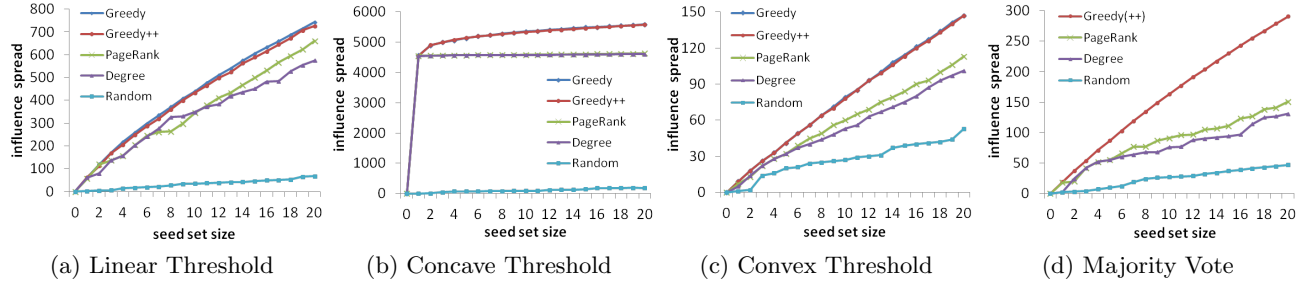 influence spread
800
700
600
500
400
300
200
100
0
Greedy
Greedy++
PageRank
Degree
Random
0 2 4 6 8 10 12 14 16 18 20
seed set size
(a) Linear Threshold
influence spread
6000
5000
4000
3000
2000
1000
0
Greedy
Greedy++
PageRank
Degree
Random
0 2 4 6 8 10 12 14 16 18 20
seed set size
(b) Concave Threshold
influence spread
150
120
90
60
30
0
Greedy
Greedy++
PageRank
Degree
Random
0 2 4 6 8 10 12 14 16 18 20
seed set size
(c) Convex Threshold
influence spread
300
250
200
150
100
50
0
Greedy(++)
PageRank
Degree
Random
0 2 4 6 8 10 12 14 16 18 20
seed set size
(d) Majority Vote